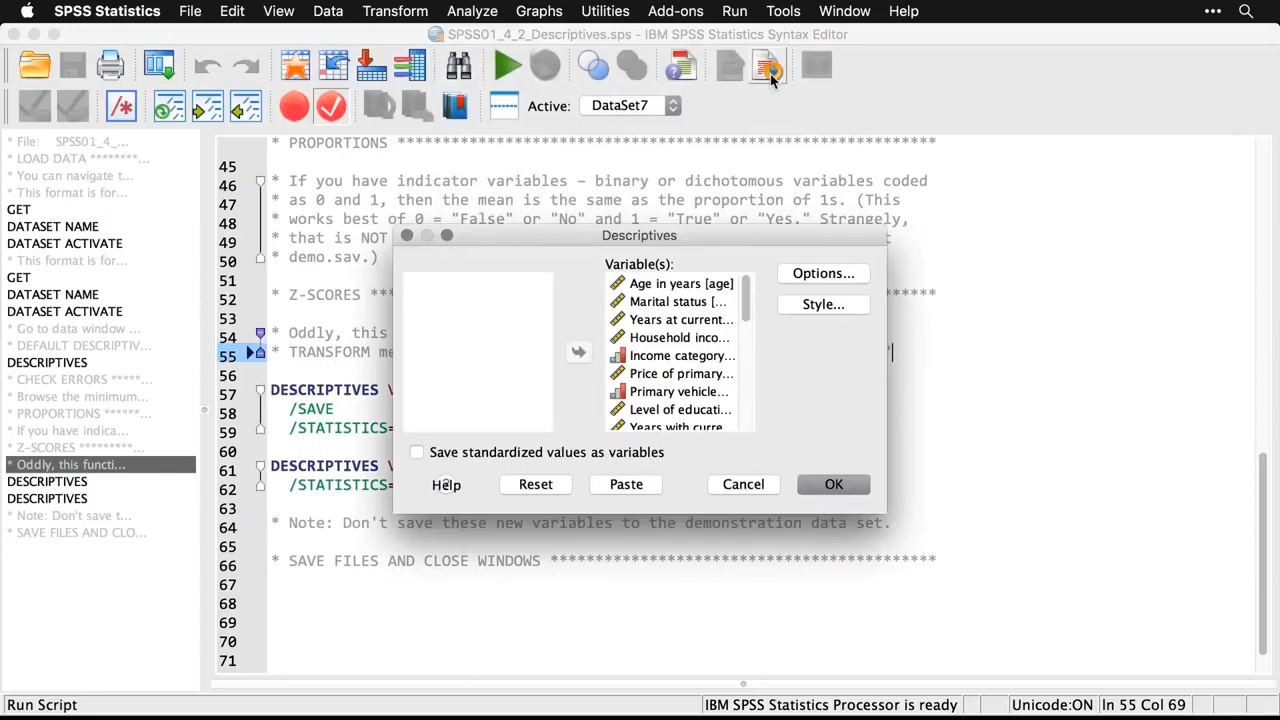 SPSS Statistics File Edit View Data Transform Analyze Graphs Utilities Add-ons Run Tools Window Help
SPSS01_4_2_Descriptives.sps - IBM SPSS Statistics Syntax Editor
Active: DataSet7
* File: SPSS01_4_...
* LOAD DATA ********...
* You can navigate t...
* This format is for...
GET
DATASET NAME
DATASET ACTIVATE
* This format is for...
GET
DATASET NAME
DATASET ACTIVATE
* Go to data window ...
* DEFAULT DESCRIPTIV...
DESCRIPTIVES
* CHECK ERRORS *****...
* Browse the minimum...
* PROPORTIONS ******...
* If you have indica...
* Z-SCORES *********...
* Oddly, this functi...
DESCRIPTIVES
DESCRIPTIVES
* Note: Don't save t...
* SAVE FILES AND CLO...
* PROPORTIONS ***********************************************************
45
46 * If you have indicator variables – binary or dichotomous variables coded
47 * as 0 and 1, then the mean is the same as the proportion of 1s. (This
48 * works best of 0 = "False" or "No" and 1 = "True" or "Yes." Strangely,
49 * that is NOT
50 * demo.sav.)
51
52 * Z-SCORES ***
53
54 * Oddly, this
55 * TRANSFORM me
56
57 DESCRIPTIVES
58 /SAVE
59 /STATISTICS=
60
61 DESCRIPTIVES
62 /STATISTICS=
63
64 * Note: Don't save these new variables to the demonstration data set.
65
66 * SAVE FILES AND CLOSE WINDOWS ******************************************
67
68
69
70
71
Descriptives
Variable(s):
Age in years [age]
Marital status [...
Years at current...
Household inco...
Income category...
Price of primary...
Primary vehicle...
Level of educati...
Years with curre...
Options...
Style...
Save standardized values as variables
Help Reset Paste Cancel OK
Run Script
IBM SPSS Statistics Processor is ready
Unicode:ON
In 55 Col 69